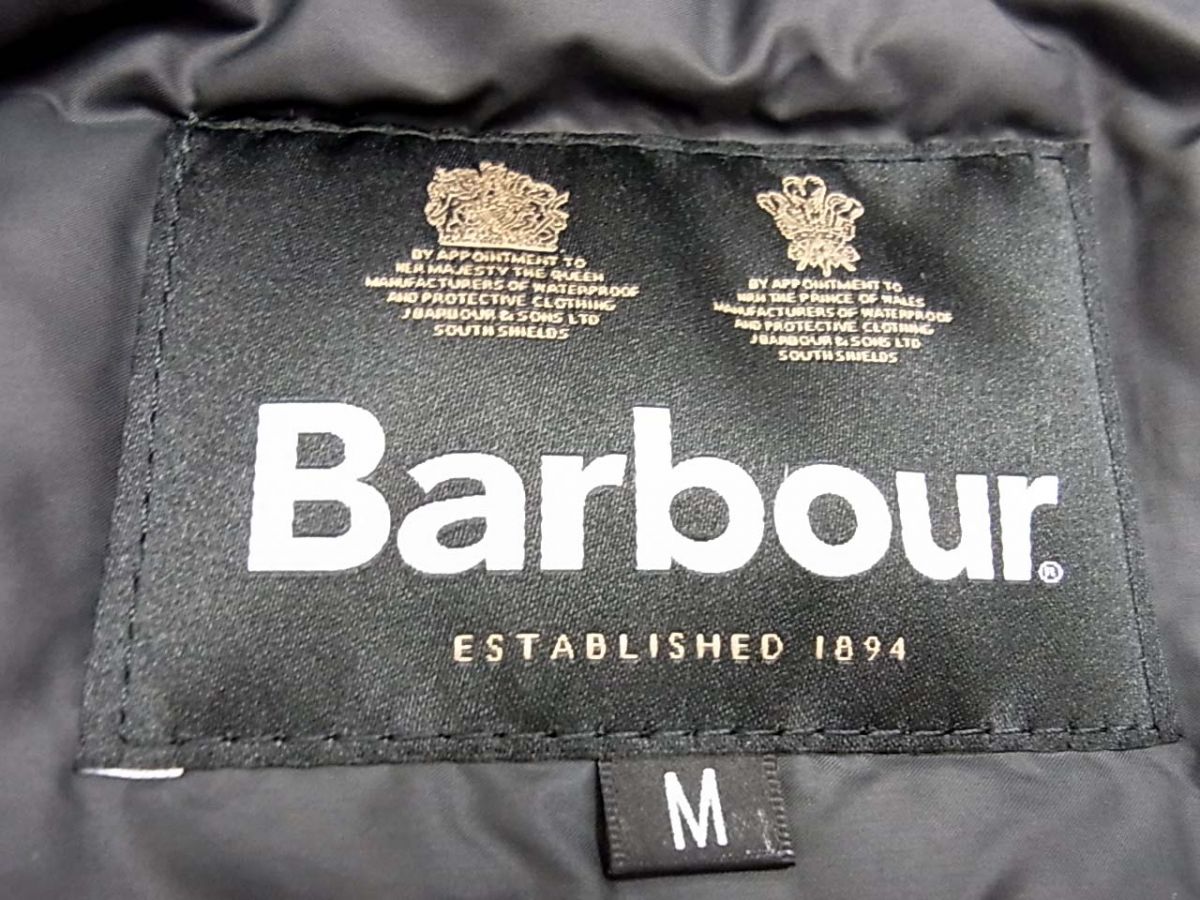 BY APPOINTMENT TO
HER MAJESTY THE QUEEN
MANUFACTURERS OF WATERPROOF
AND PROTECTIVE CLOTHING
J BARBOUR & SONS LTD
SOUTH SHIELDS
BY APPOINTMENT TO
HRH THE PRINCE OF WALES
MANUFACTURERS OF WATERPROOF
AND PROTECTIVE CLOTHING
J BARBOUR & SONS LTD
SOUTH SHIELDS
Barbour®
ESTABLISHED 1894
M